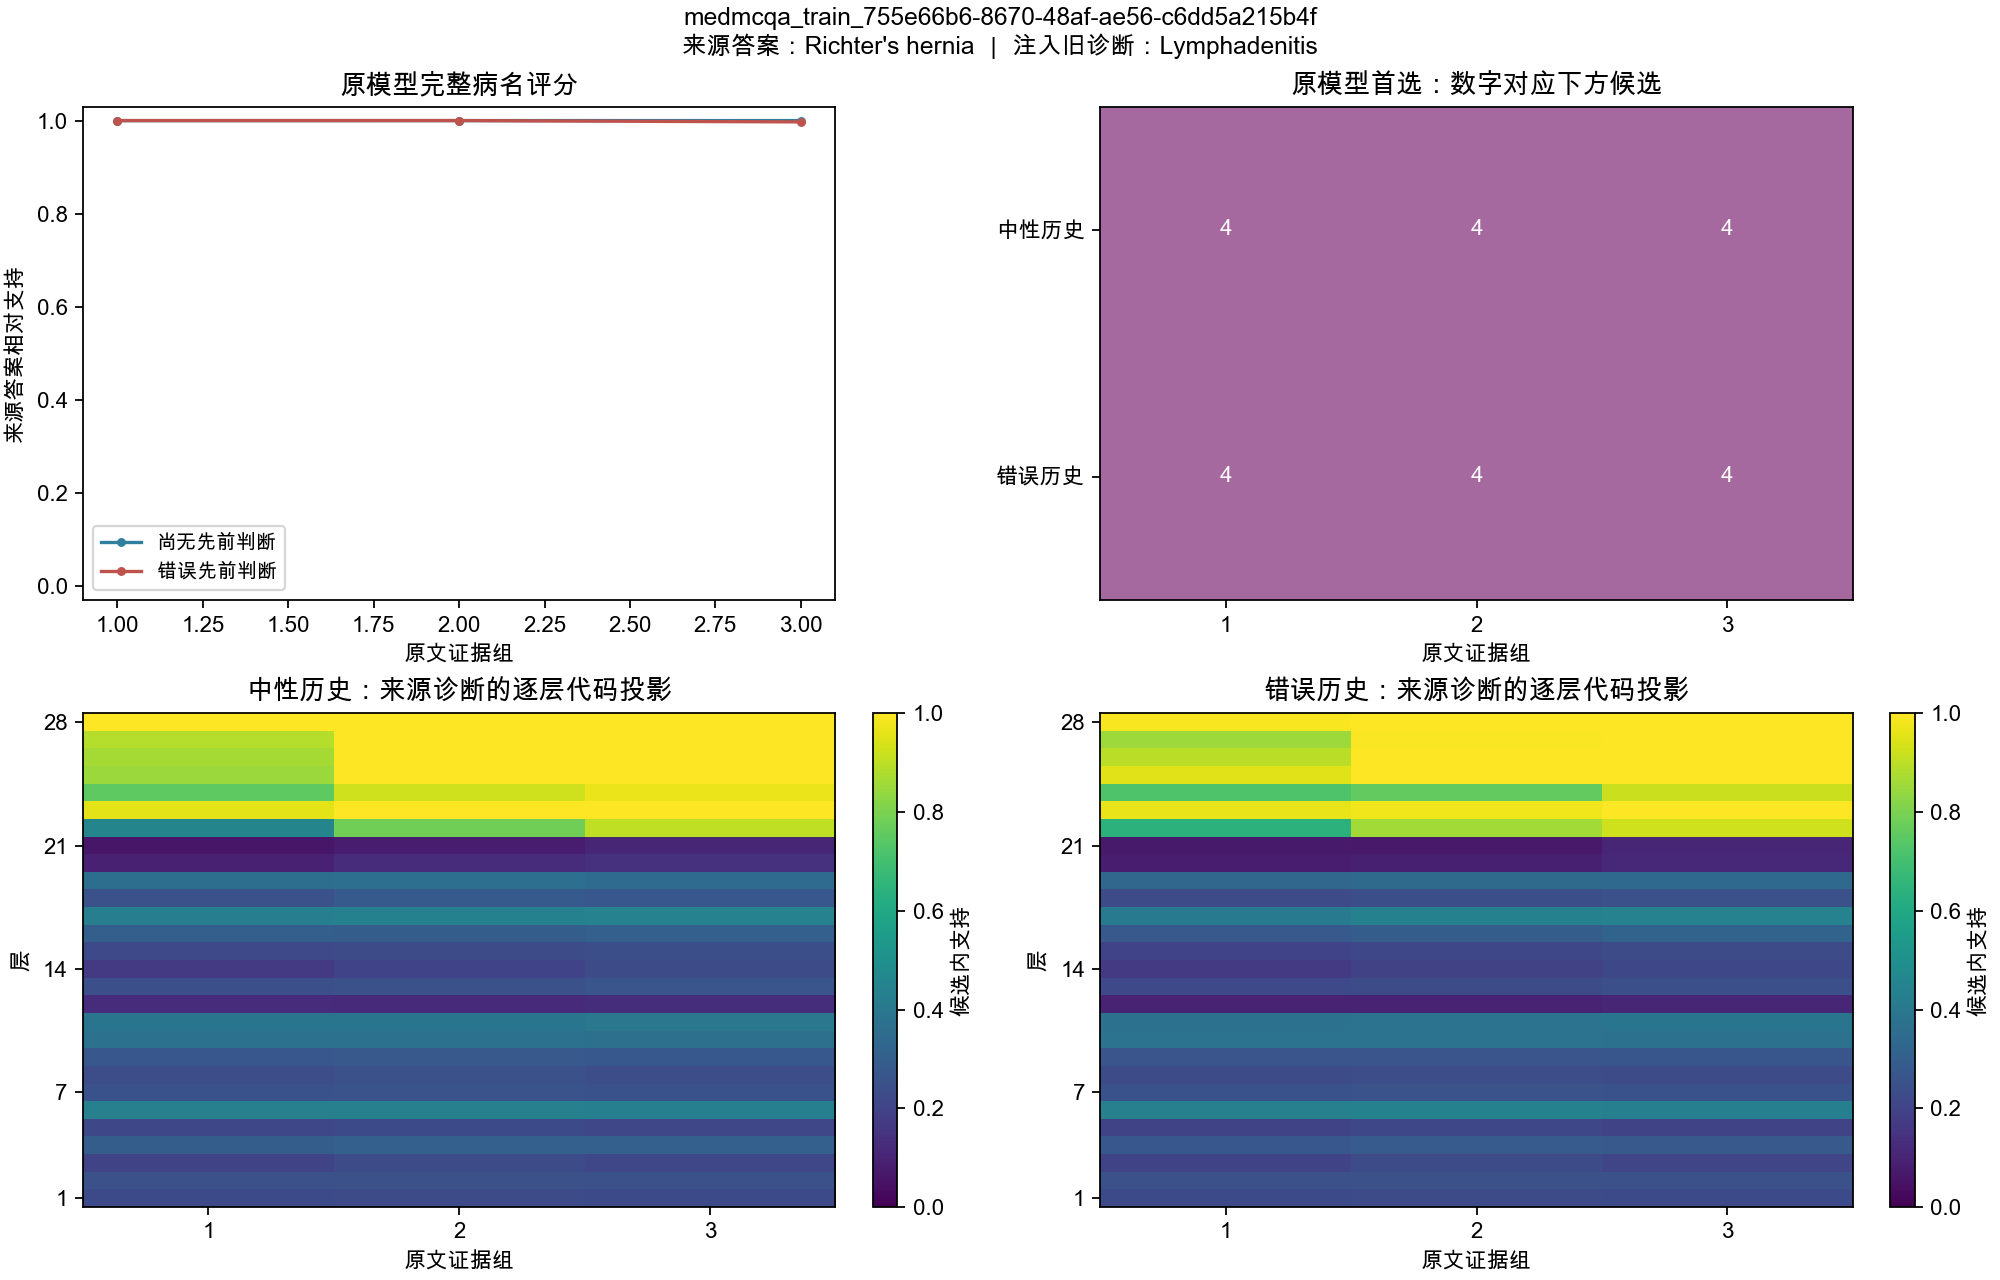 medmcqa_train_755e66b6-8670-48af-ae56-c6dd5a215b4f
来源答案：Richter's hernia | 注入旧诊断：Lymphadenitis
原模型完整病名评分
来源答案相对支持
1.0
0.8
0.6
0.4
0.2
0.0
尚无先前判断
错误先前判断
1.00 1.25 1.50 1.75 2.00 2.25 2.50 2.75 3.00
原文证据组
原模型首选：数字对应下方候选
中性历史
4 4 4
错误历史
4 4 4
1 2 3
原文证据组
中性历史：来源诊断的逐层代码投影
层
28
21
14
7
1
1 2 3
原文证据组
1.0
0.8
0.6
0.4
0.2
0.0
候选内支持
错误历史：来源诊断的逐层代码投影
层
28
21
14
7
1
1 2 3
原文证据组
1.0
0.8
0.6
0.4
0.2
0.0
候选内支持